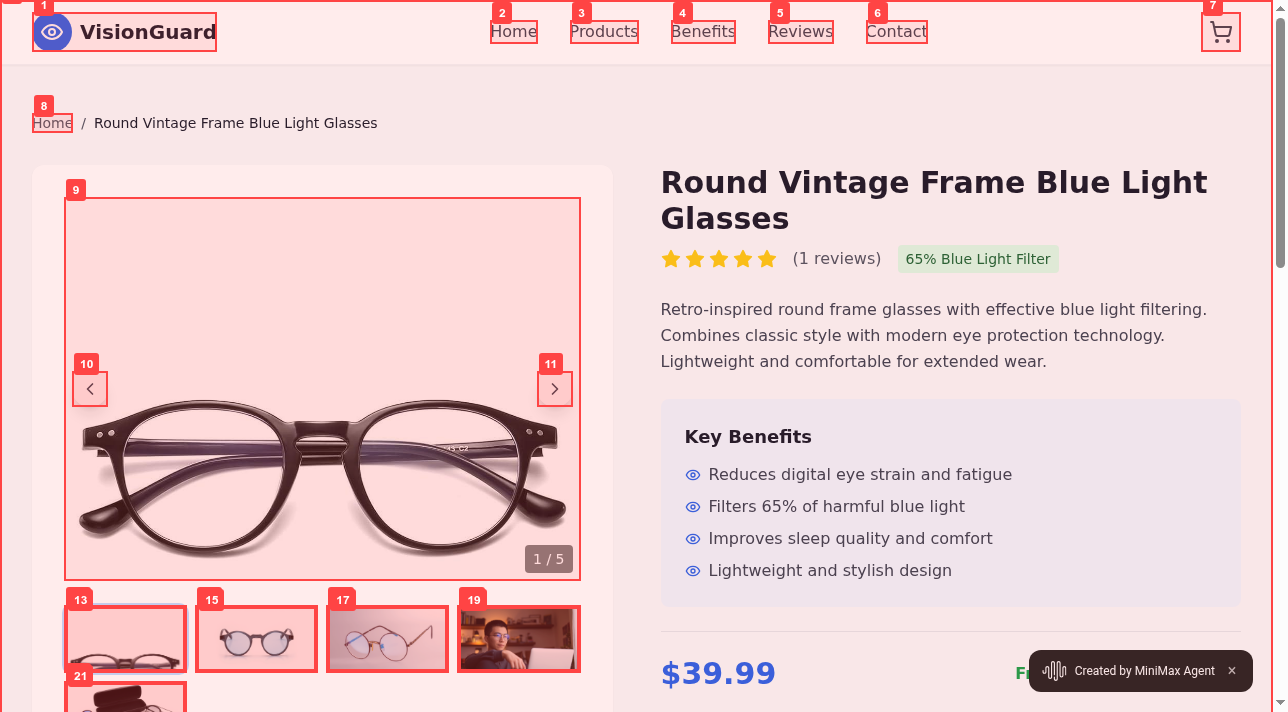 1
VisionGuard
2
Home
3
Products
4
Benefits
5
Reviews
6
Contact
7
8
Home / Round Vintage Frame Blue Light Glasses
9
Round Vintage Frame Blue Light
Glasses
(1 reviews)
65% Blue Light Filter
Retro-inspired round frame glasses with effective blue light filtering.
Combines classic style with modern eye protection technology.
Lightweight and comfortable for extended wear.
10
11
Key Benefits
Reduces digital eye strain and fatigue
Filters 65% of harmful blue light
Improves sleep quality and comfort
Lightweight and stylish design
1 / 5
13
15
17
19
21
$39.99
Created by MiniMax Agent ×